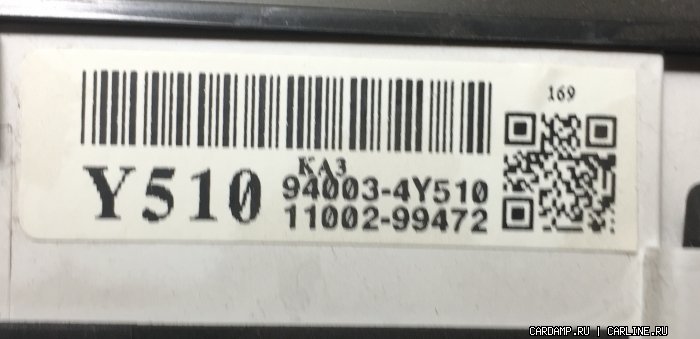 169
KA3
Y510
94003-4Y510
11002-99472
CARDAMP.RU | CARLINE.RU